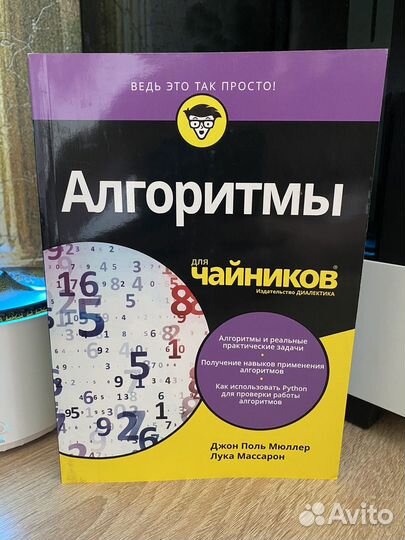 ВЕДЬ ЭТО ТАК ПРОСТО!
Алгоритмы
для
чайников®
Издательство ДИАЛЕКТИКА
Алгоритмы и реальные
практические задачи
•
Получение навыков применения
алгоритмов
•
Как использовать Python
для проверки работы
алгоритмов
Джон Поль Мюллер
Лука Массарон
Avito